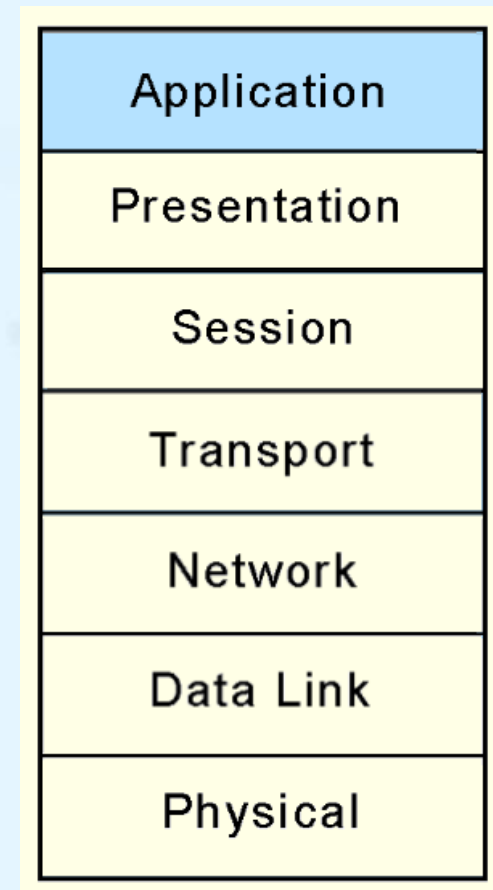 Application
Presentation
Session
Transport
Network
Data Link
Physical